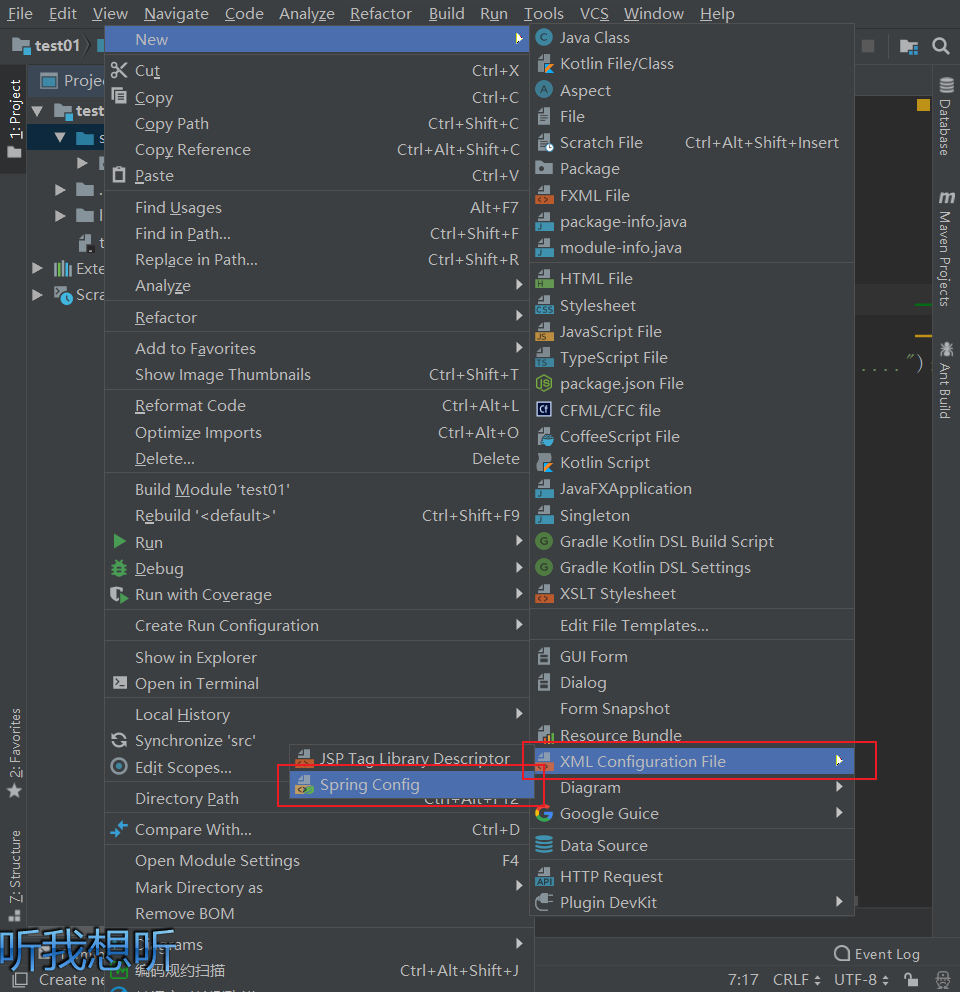 File Edit View Navigate Code Analyze Refactor Build Run Tools VCS Window Help
test01
1: Project
2: Favorites
7: Structure
Proje
test
Exte
Scra
New
Cut Ctrl+X
Copy Ctrl+C
Copy Path Ctrl+Shift+C
Copy Reference Ctrl+Alt+Shift+C
Paste Ctrl+V
Find Usages Alt+F7
Find in Path... Ctrl+Shift+F
Replace in Path... Ctrl+Shift+R
Analyze
Refactor
Add to Favorites
Show Image Thumbnails Ctrl+Shift+T
Reformat Code Ctrl+Alt+L
Optimize Imports Ctrl+Alt+O
Delete... Delete
Build Module 'test01'
Rebuild '<default>' Ctrl+Shift+F9
Run
Debug
Run with Coverage
Create Run Configuration
Show in Explorer
Open in Terminal
Local History
Synchronize 'src'
Edit Scopes...
Directory Path Ctrl+Alt+F12
Compare With... Ctrl+D
Open Module Settings F4
Mark Directory as
Remove BOM
Diagrams
编码规约扫描 Ctrl+Alt+Shift+J
JSP Tag Library Descriptor
Spring Config
Java Class
Kotlin File/Class
Aspect
File
Scratch File Ctrl+Alt+Shift+Insert
Package
FXML File
package-info.java
module-info.java
HTML File
Stylesheet
JavaScript File
TypeScript File
package.json File
CFML/CFC file
CoffeeScript File
Kotlin Script
JavaFXApplication
Singleton
Gradle Kotlin DSL Build Script
Gradle Kotlin DSL Settings
XSLT Stylesheet
Edit File Templates...
GUI Form
Dialog
Form Snapshot
Resource Bundle
XML Configuration File
Diagram
Google Guice
Data Source
HTTP Request
Plugin DevKit
....")
Database
Maven Projects
Ant Build
听我想听
Event Log
Create ne
7:17 CRLF UTF-8